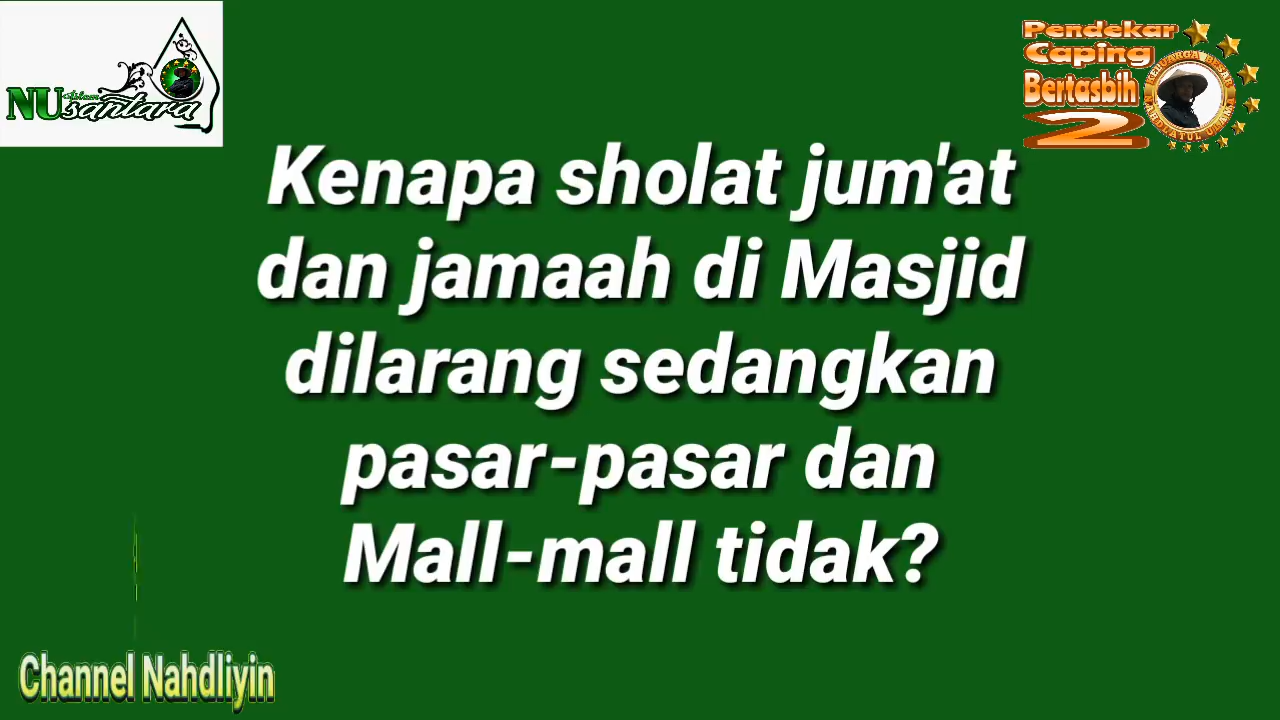 NUsantara
Pendekar
Caping
Bertasbih
2
Kenapa sholat jum'at
dan jamaah di Masjid
dilarang sedangkan
pasar-pasar dan
Mall-mall tidak?
Channel Nahdliyin